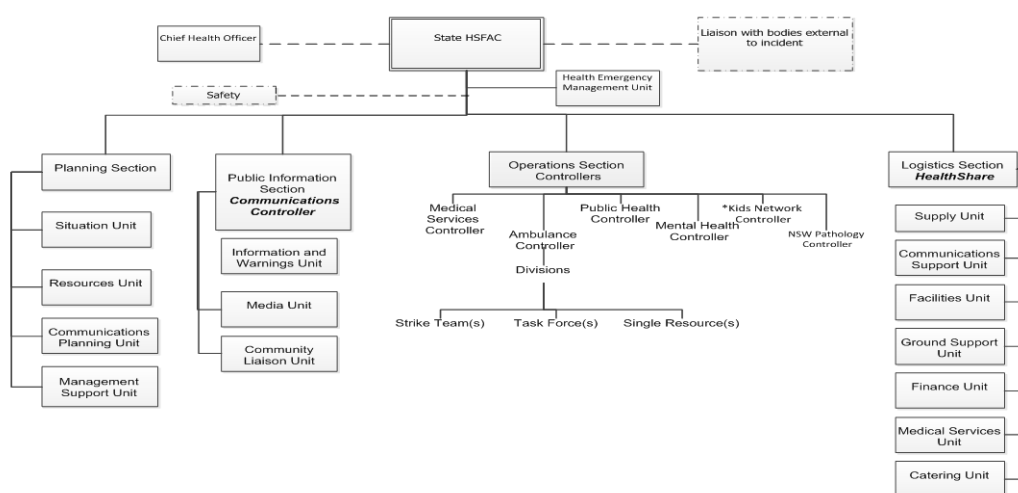 Chief Health Officer
State HSFAC
Liaison with bodies external
to incident
Safety
Health Emergency
Management Unit
Planning Section
Situation Unit
Resources Unit
Communications
Planning Unit
Management
Support Unit
Public Information
Section
Communications
Controller
Information and
Warnings Unit
Media Unit
Community
Liaison Unit
Operations Section
Controllers
Medical
Services
Controller
Ambulance
Controller
Public Health
Controller
Mental Health
Controller
*Kids Network
Controller
NSW Pathology
Controller
Divisions
Strike Team(s)
Task Force(s)
Single Resource(s)
Logistics Section
HealthShare
Supply Unit
Communications
Support Unit
Facilities Unit
Ground Support
Unit
Finance Unit
Medical Services
Unit
Catering Unit